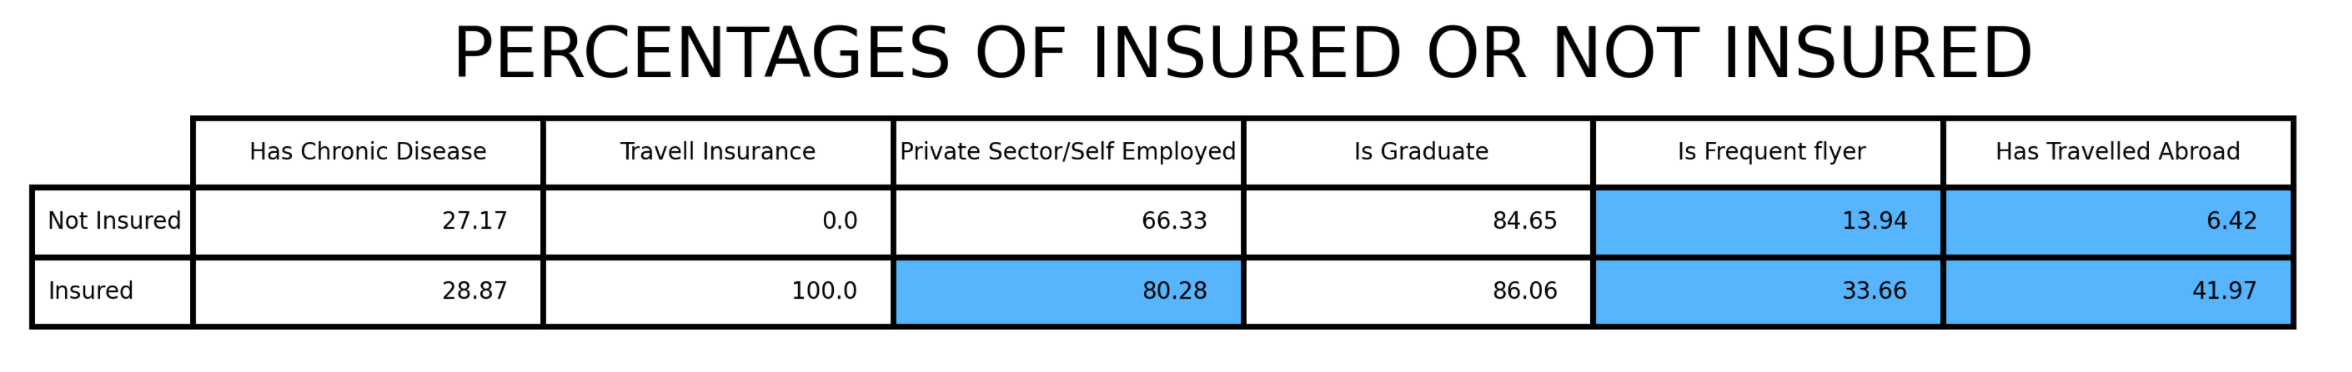 PERCENTAGES OF INSURED OR NOT INSURED
Has Chronic Disease Travell Insurance Private Sector/Self Employed Is Graduate Is Frequent flyer Has Travelled Abroad
Not Insured 27.17 0.0 66.33 84.65 13.94 6.42
Insured 28.87 100.0 80.28 86.06 33.66 41.97